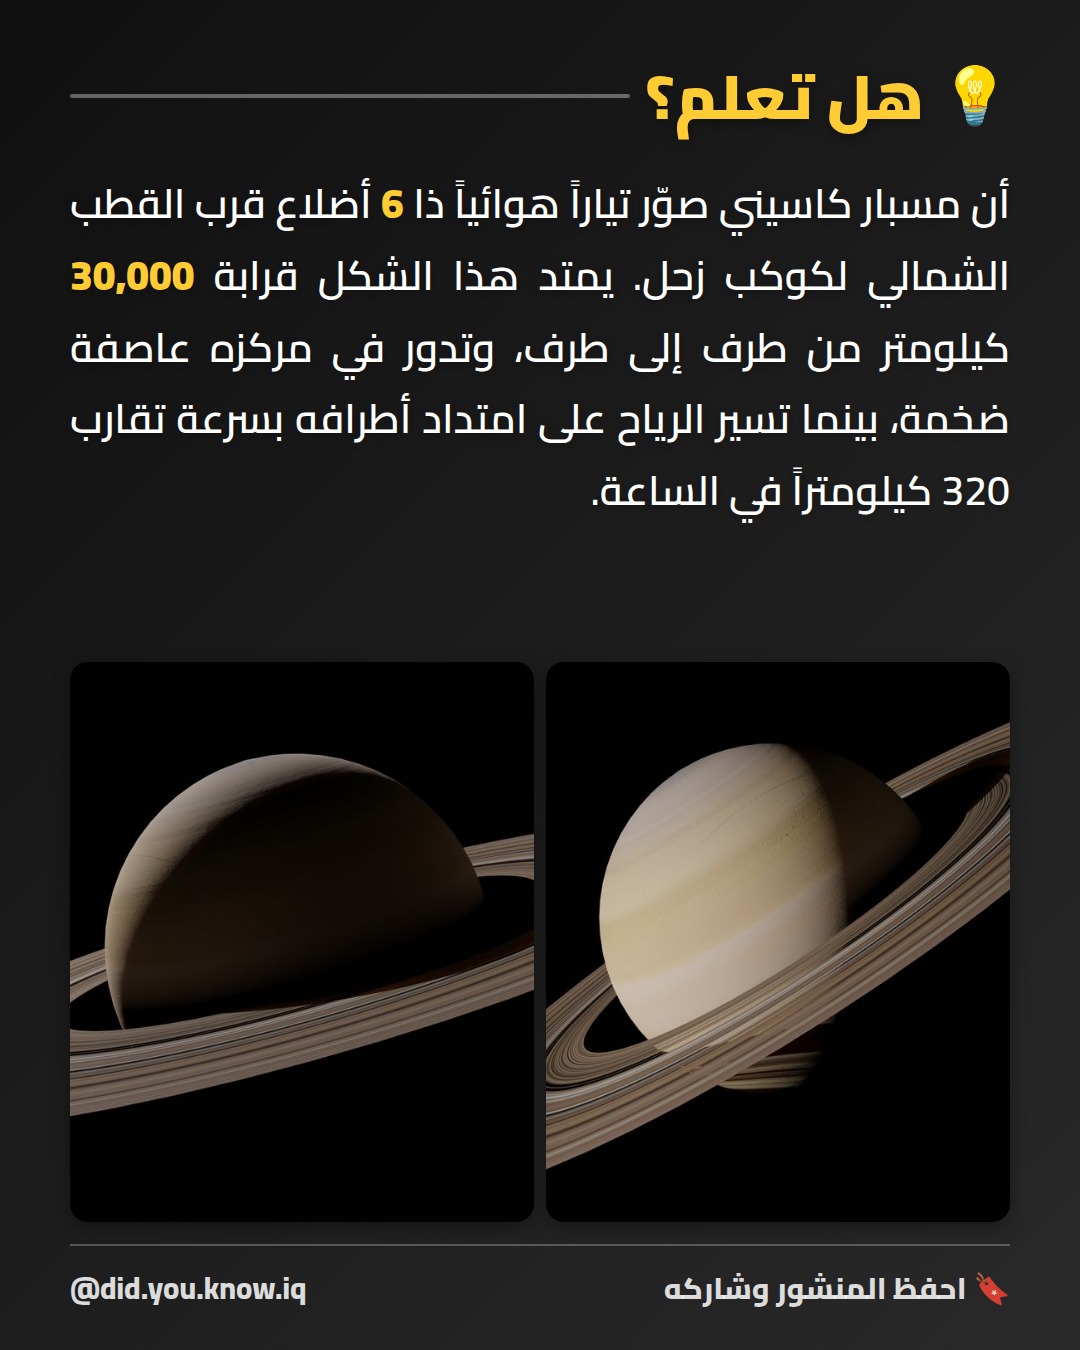 💡 هل تعلم؟
أن مسبار كاسيني صوّر تياراً هوائياً ذا 6 أضلاع قرب القطب
الشمالي لكوكب زحل. يمتد هذا الشكل قرابة 30,000
كيلومتر من طرف إلى طرف، وتدور في مركزه عاصفة
ضخمة، بينما تسير الرياح على امتداد أطرافه بسرعة تقارب
320 كيلومتراً في الساعة.
🔖 احفظ المنشور وشاركه
@did.you.know.iq